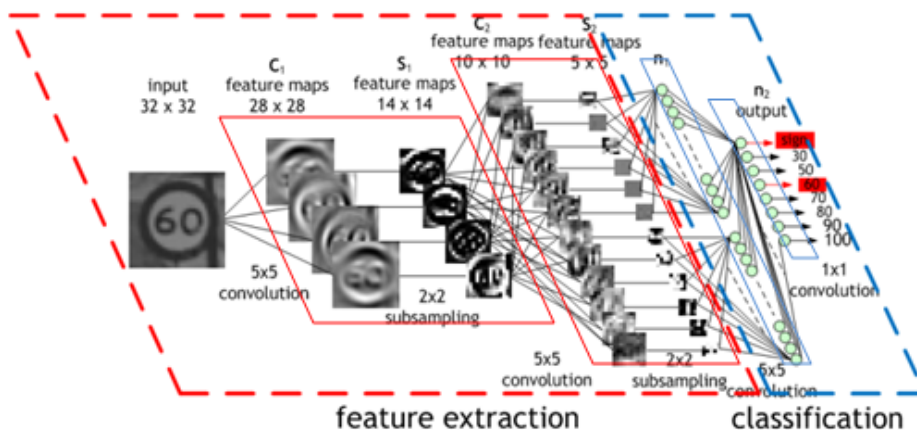 input
32 x 32
C1
feature maps
28 x 28
S1
feature maps
14 x 14
C2
feature maps
10 x 10
S2
feature maps
5 x 5
n1
n2
output
60
sign
30
50
60
70
80
90
100
5x5
convolution
2x2
subsampling
5x5
convolution
2x2
subsampling
5x5
convolution
1x1
convolution
feature extraction
classification